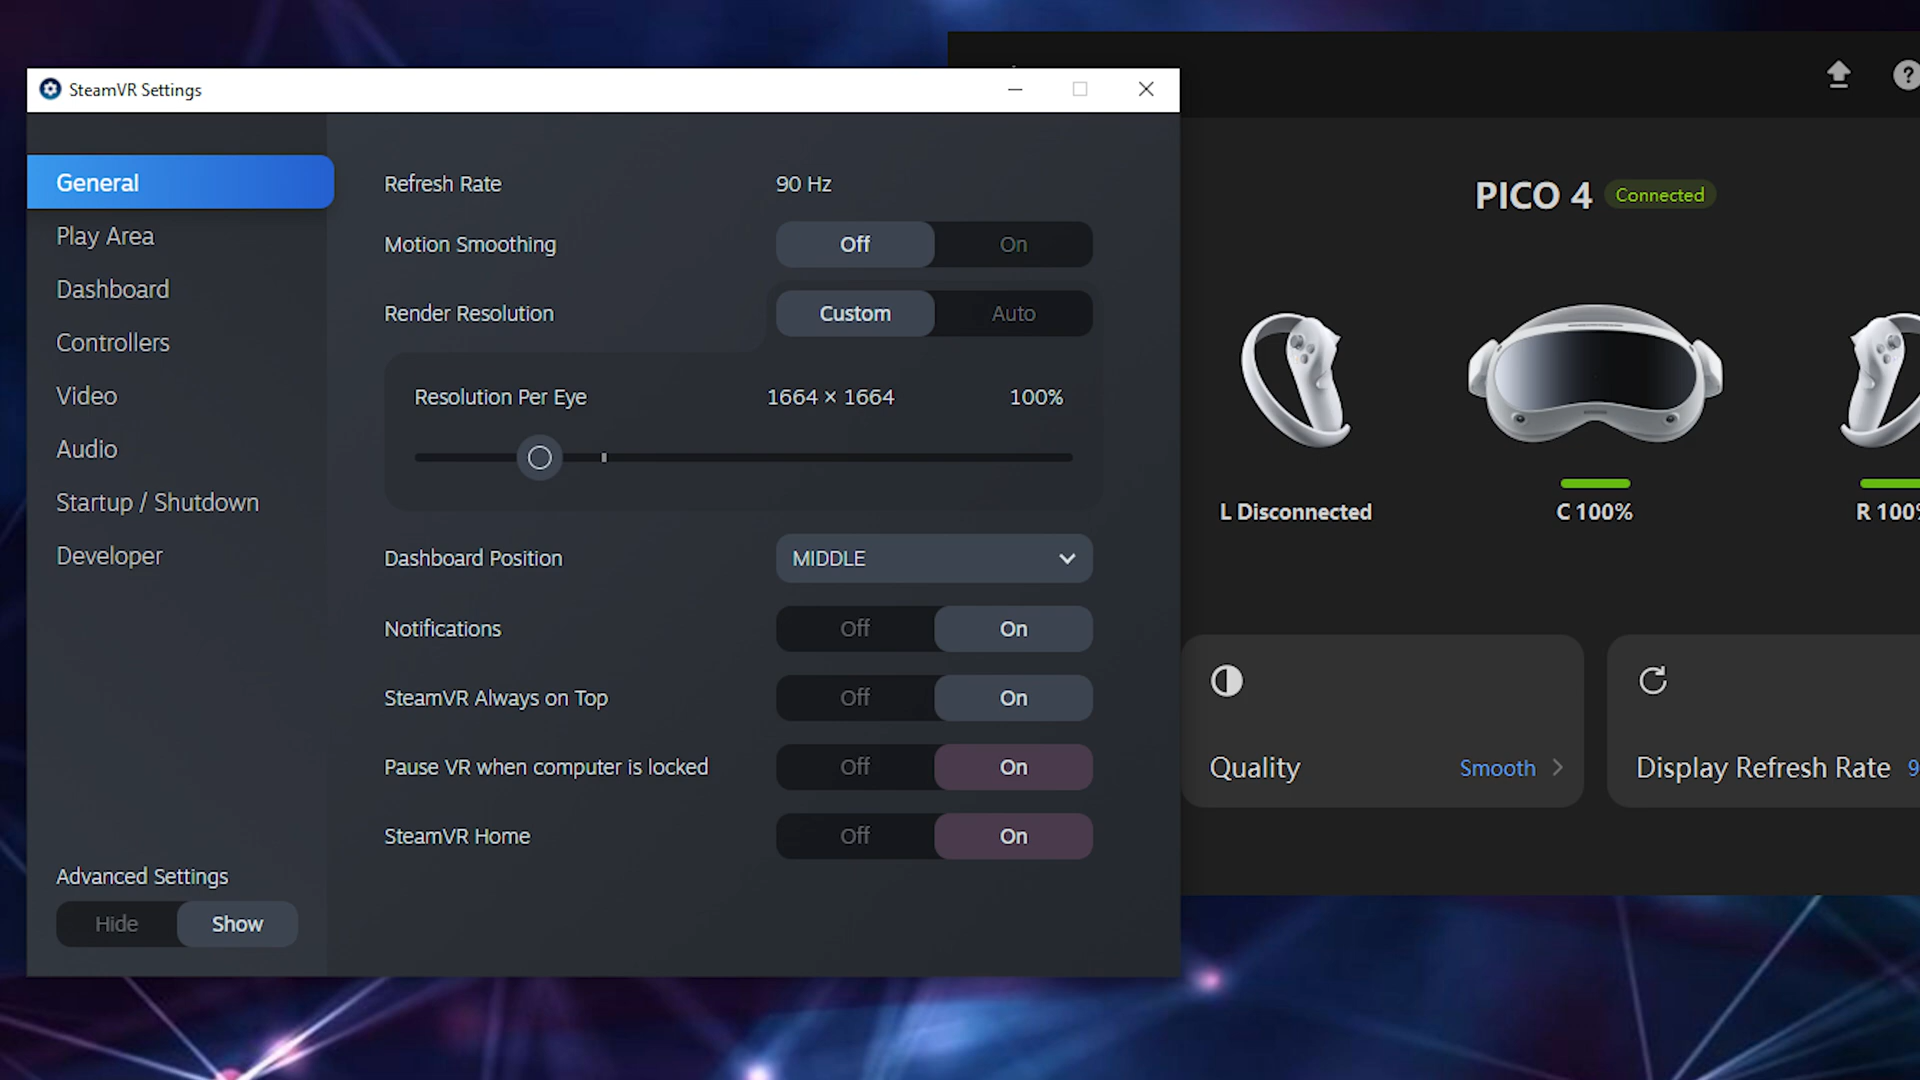 SteamVR Settings
General
Play Area
Dashboard
Controllers
Video
Audio
Startup / Shutdown
Developer
Advanced Settings
Hide Show
Refresh Rate 90 Hz
Motion Smoothing Off On
Render Resolution Custom Auto
Resolution Per Eye 1664 × 1664 100%
Dashboard Position MIDDLE
Notifications Off On
SteamVR Always on Top Off On
Pause VR when computer is locked Off On
SteamVR Home Off On
?
PICO 4 Connected
L Disconnected C 100% R 100%
Quality Smooth
Display Refresh Rate 9